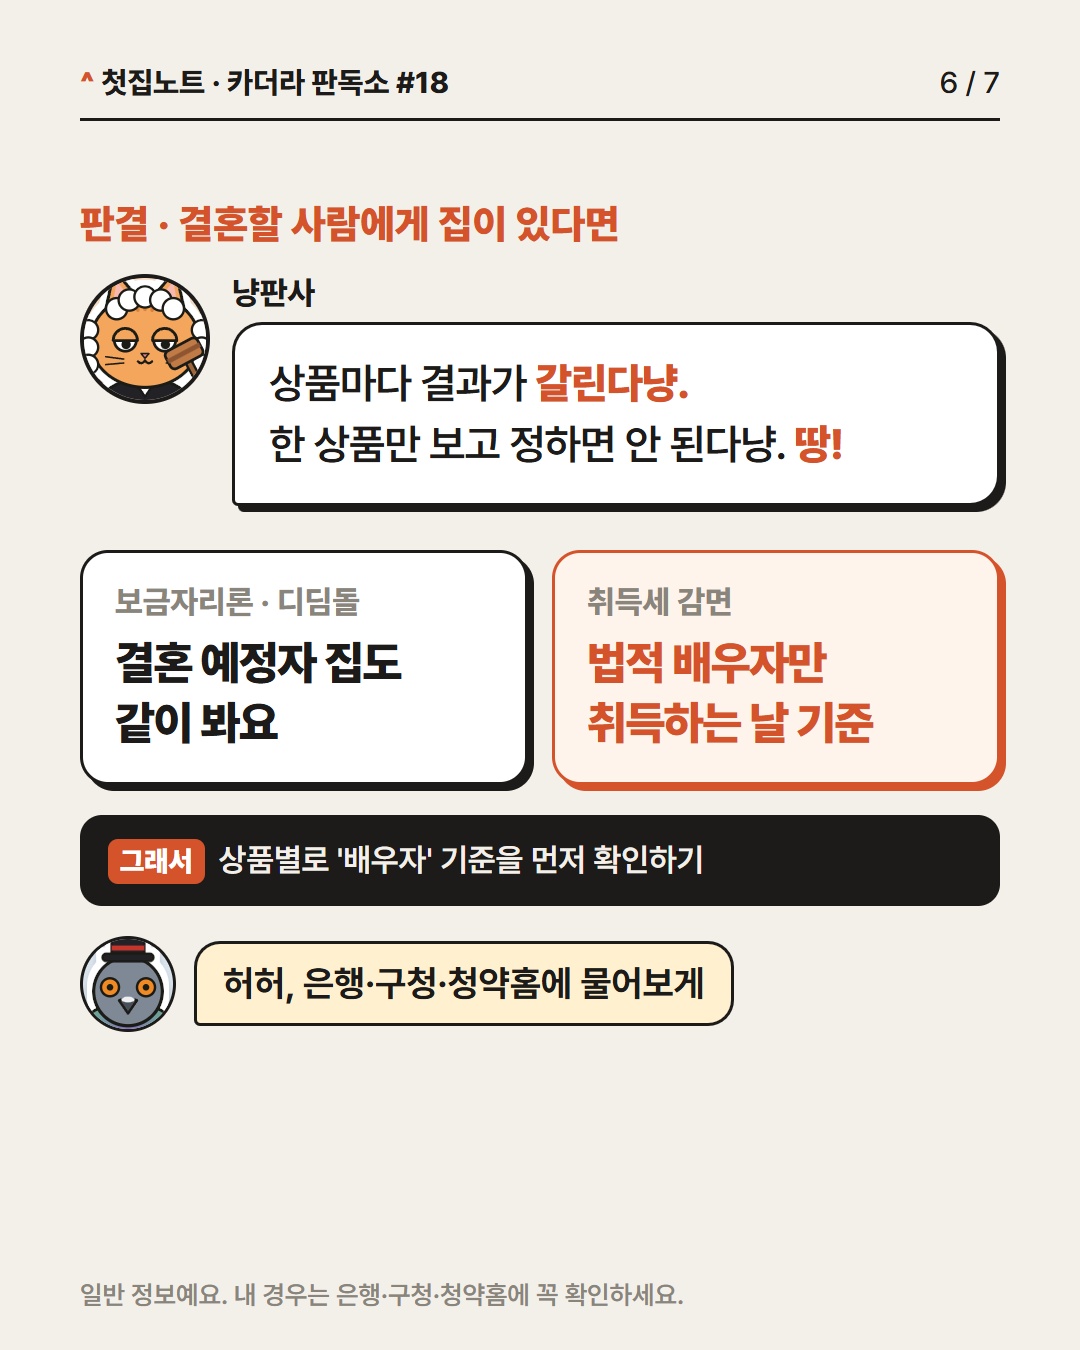 ^ 첫집노트 · 카더라 판독소 #18
6 / 7
판결 · 결혼할 사람에게 집이 있다면
냥판사
상품마다 결과가 갈린다냥.
한 상품만 보고 정하면 안 된다냥. 땅!
보금자리론 · 디딤돌
결혼 예정자 집도
같이 봐요
취득세 감면
법적 배우자만
취득하는 날 기준
그래서 상품별로 '배우자' 기준을 먼저 확인하기
허허, 은행·구청·청약홈에 물어보게
일반 정보예요. 내 경우는 은행·구청·청약홈에 꼭 확인하세요.